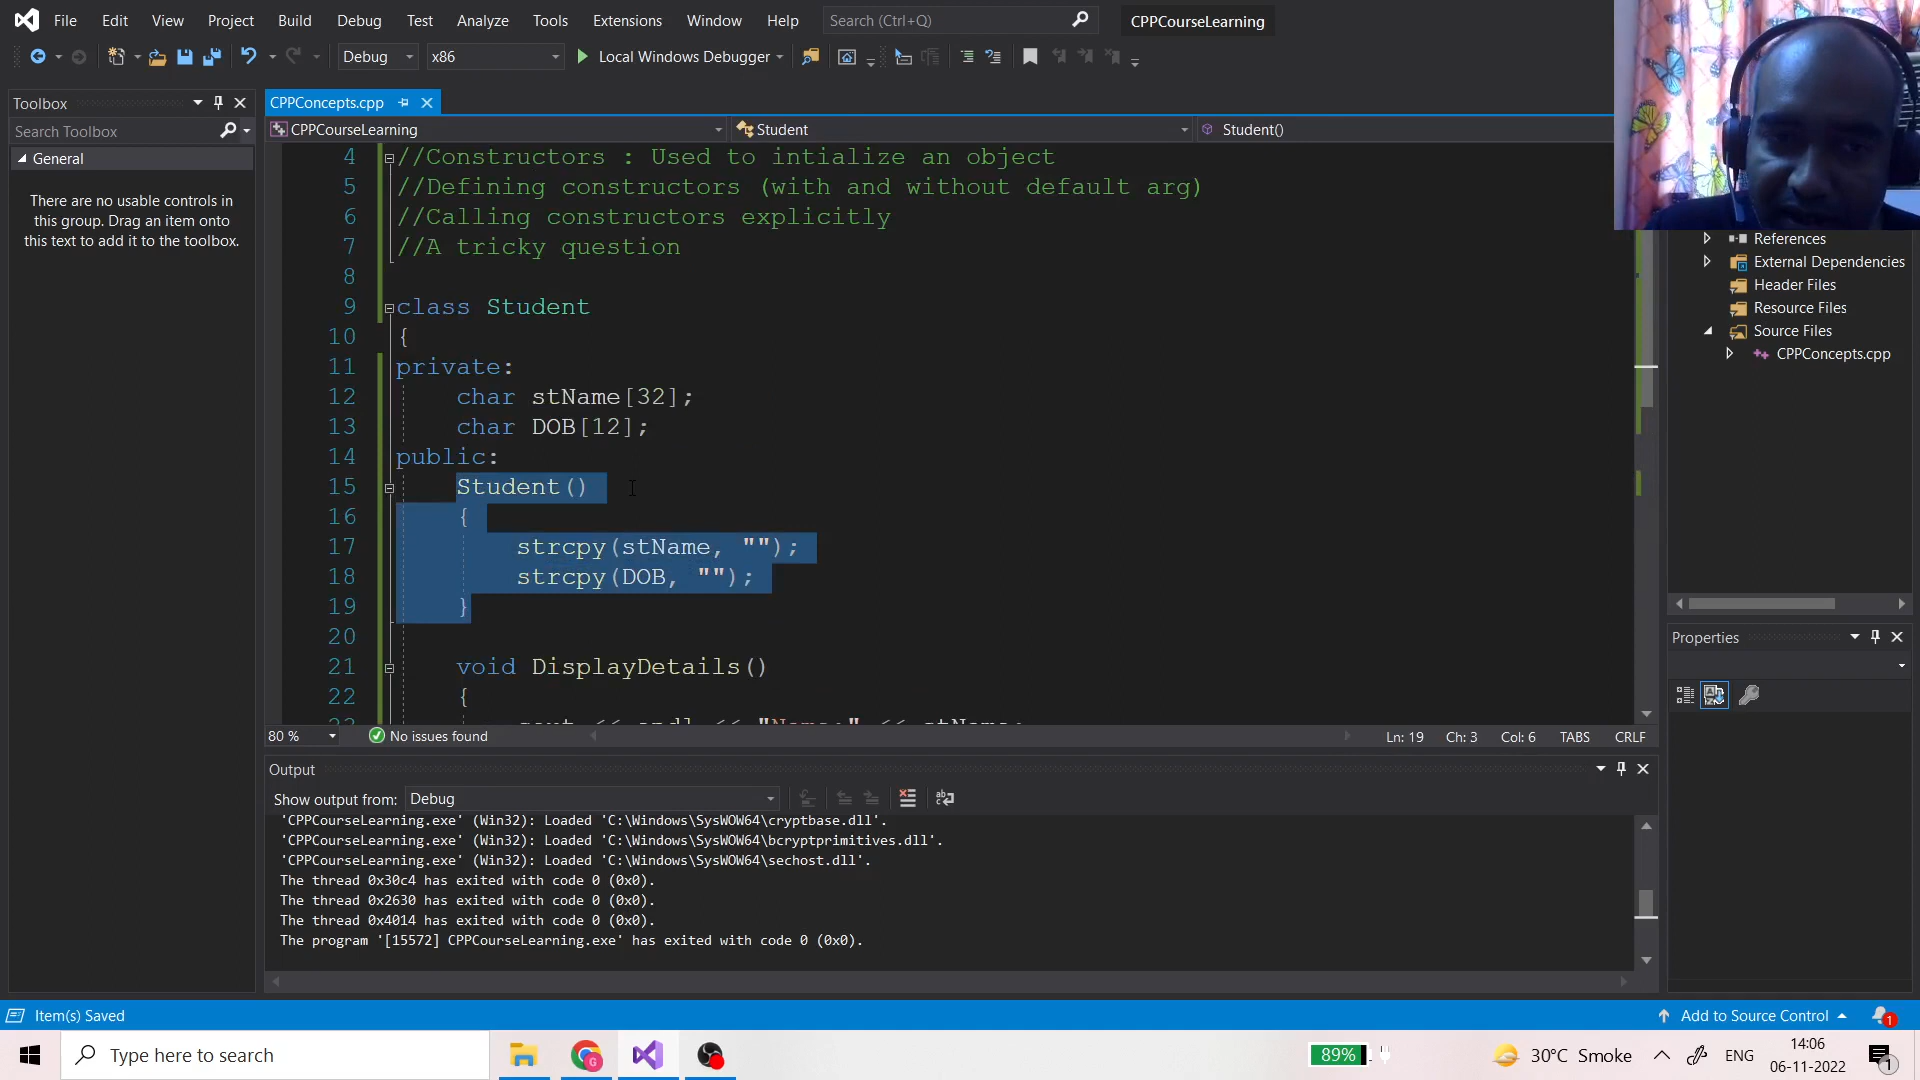 File Edit View Project Build Debug Test Analyze Tools Extensions Window Help Search (Ctrl+Q) CPPCourseLearning
Debug x86 Local Windows Debugger
Toolbox
Search Toolbox
General
There are no usable controls in
this group. Drag an item onto
this text to add it to the toolbox.
CPPConcepts.cpp
CPPCourseLearning Student Student()
4 //Constructors : Used to intialize an object
5 //Defining constructors (with and without default arg)
6 //Calling constructors explicitly
7 //A tricky question
8
9 class Student
10 {
11 private:
12 char stName[32];
13 char DOB[12];
14 public:
15 Student()
16 {
17 strcpy(stName, "");
18 strcpy(DOB, "");
19 }
20
21 void DisplayDetails()
22 {
80 % No issues found Ln: 19 Ch: 3 Col: 6 TABS CRLF
Output
Show output from: Debug
'CPPCourseLearning.exe' (Win32): Loaded 'C:\Windows\SysWOW64\cryptbase.dll'.
'CPPCourseLearning.exe' (Win32): Loaded 'C:\Windows\SysWOW64\bcryptprimitives.dll'.
'CPPCourseLearning.exe' (Win32): Loaded 'C:\Windows\SysWOW64\sechost.dll'.
The thread 0x30c4 has exited with code 0 (0x0).
The thread 0x2630 has exited with code 0 (0x0).
The thread 0x4014 has exited with code 0 (0x0).
The program '[15572] CPPCourseLearning.exe' has exited with code 0 (0x0).
References
External Dependencies
Header Files
Resource Files
Source Files
CPPConcepts.cpp
Properties
Item(s) Saved Add to Source Control 1
Type here to search 89% 30°C Smoke ENG 14:06
06-11-2022 1